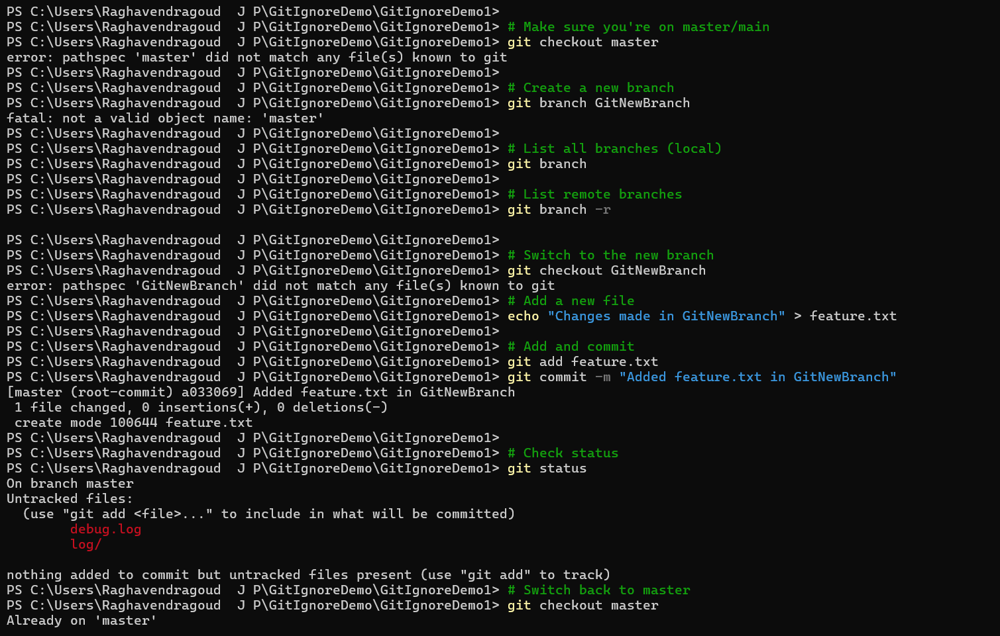 PS C:\Users\Raghavendragoud  J P\GitIgnoreDemo\GitIgnoreDemo1>
PS C:\Users\Raghavendragoud  J P\GitIgnoreDemo\GitIgnoreDemo1> # Make sure you're on master/main
PS C:\Users\Raghavendragoud  J P\GitIgnoreDemo\GitIgnoreDemo1> git checkout master
error: pathspec 'master' did not match any file(s) known to git
PS C:\Users\Raghavendragoud  J P\GitIgnoreDemo\GitIgnoreDemo1>
PS C:\Users\Raghavendragoud  J P\GitIgnoreDemo\GitIgnoreDemo1> # Create a new branch
PS C:\Users\Raghavendragoud  J P\GitIgnoreDemo\GitIgnoreDemo1> git branch GitNewBranch
fatal: not a valid object name: 'master'
PS C:\Users\Raghavendragoud  J P\GitIgnoreDemo\GitIgnoreDemo1>
PS C:\Users\Raghavendragoud  J P\GitIgnoreDemo\GitIgnoreDemo1> # List all branches (local)
PS C:\Users\Raghavendragoud  J P\GitIgnoreDemo\GitIgnoreDemo1> git branch
PS C:\Users\Raghavendragoud  J P\GitIgnoreDemo\GitIgnoreDemo1>
PS C:\Users\Raghavendragoud  J P\GitIgnoreDemo\GitIgnoreDemo1> # List remote branches
PS C:\Users\Raghavendragoud  J P\GitIgnoreDemo\GitIgnoreDemo1> git branch -r

PS C:\Users\Raghavendragoud  J P\GitIgnoreDemo\GitIgnoreDemo1>
PS C:\Users\Raghavendragoud  J P\GitIgnoreDemo\GitIgnoreDemo1> # Switch to the new branch
PS C:\Users\Raghavendragoud  J P\GitIgnoreDemo\GitIgnoreDemo1> git checkout GitNewBranch
error: pathspec 'GitNewBranch' did not match any file(s) known to git
PS C:\Users\Raghavendragoud  J P\GitIgnoreDemo\GitIgnoreDemo1> # Add a new file
PS C:\Users\Raghavendragoud  J P\GitIgnoreDemo\GitIgnoreDemo1> echo "Changes made in GitNewBranch" > feature.txt
PS C:\Users\Raghavendragoud  J P\GitIgnoreDemo\GitIgnoreDemo1>
PS C:\Users\Raghavendragoud  J P\GitIgnoreDemo\GitIgnoreDemo1> # Add and commit
PS C:\Users\Raghavendragoud  J P\GitIgnoreDemo\GitIgnoreDemo1> git add feature.txt
PS C:\Users\Raghavendragoud  J P\GitIgnoreDemo\GitIgnoreDemo1> git commit -m "Added feature.txt in GitNewBranch"
[master (root-commit) a033069] Added feature.txt in GitNewBranch
 1 file changed, 0 insertions(+), 0 deletions(-)
 create mode 100644 feature.txt
PS C:\Users\Raghavendragoud  J P\GitIgnoreDemo\GitIgnoreDemo1>
PS C:\Users\Raghavendragoud  J P\GitIgnoreDemo\GitIgnoreDemo1> # Check status
PS C:\Users\Raghavendragoud  J P\GitIgnoreDemo\GitIgnoreDemo1> git status
On branch master
Untracked files:
  (use "git add <file>..." to include in what will be committed)
        debug.log
        log/

nothing added to commit but untracked files present (use "git add" to track)
PS C:\Users\Raghavendragoud  J P\GitIgnoreDemo\GitIgnoreDemo1> # Switch back to master
PS C:\Users\Raghavendragoud  J P\GitIgnoreDemo\GitIgnoreDemo1> git checkout master
Already on 'master'